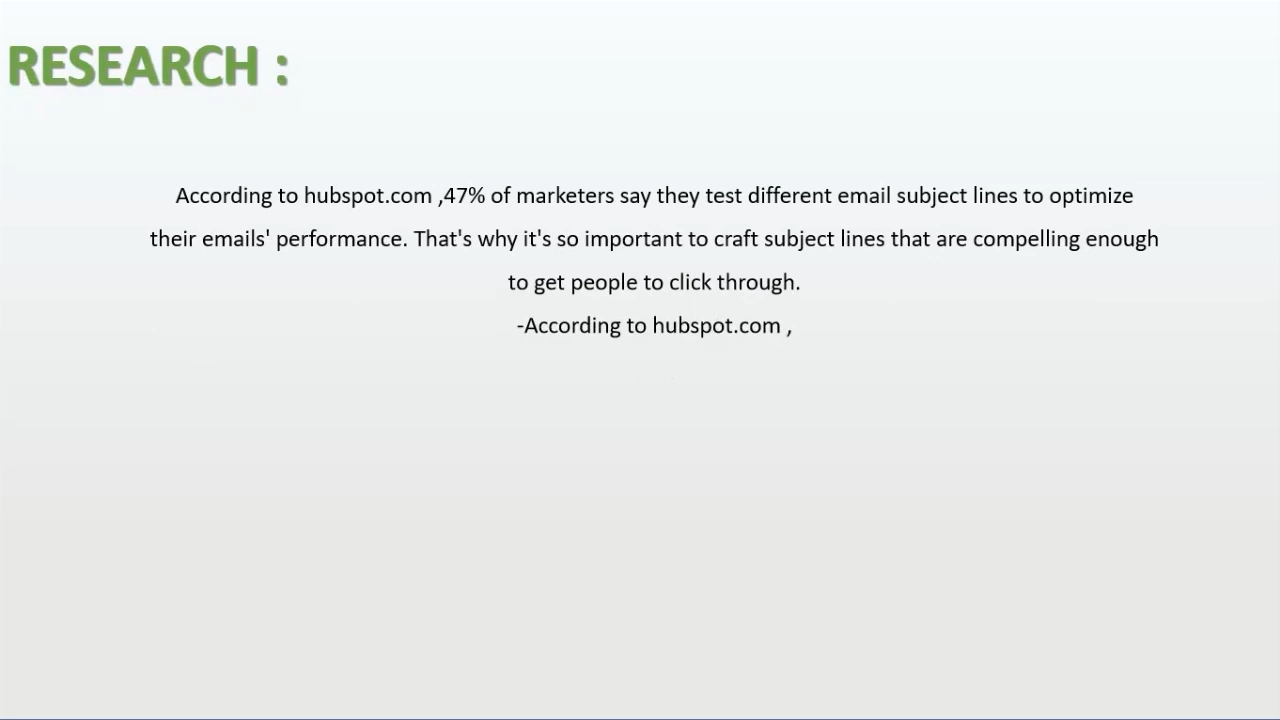 RESEARCH :
According to hubspot.com ,47% of marketers say they test different email subject lines to optimize
their emails' performance. That's why it's so important to craft subject lines that are compelling enough
to get people to click through.
-According to hubspot.com ,